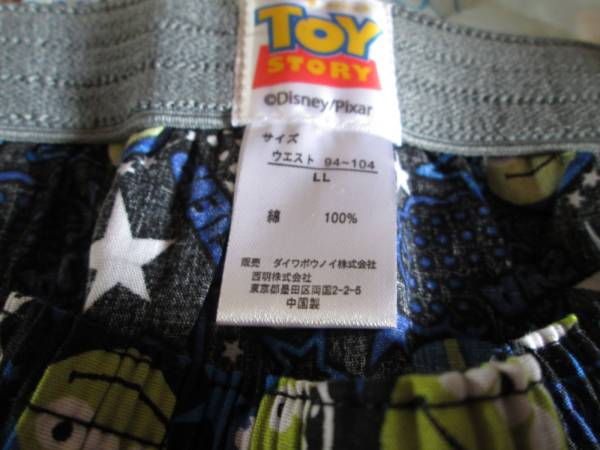 TOY
STORY
©Disney/Pixar
サイズ
ウエスト 94~104
LL
綿 100%
販売 ダイワボウノイ株式会社
西明株式会社
東京都墨田区両国2-2-5
中国製